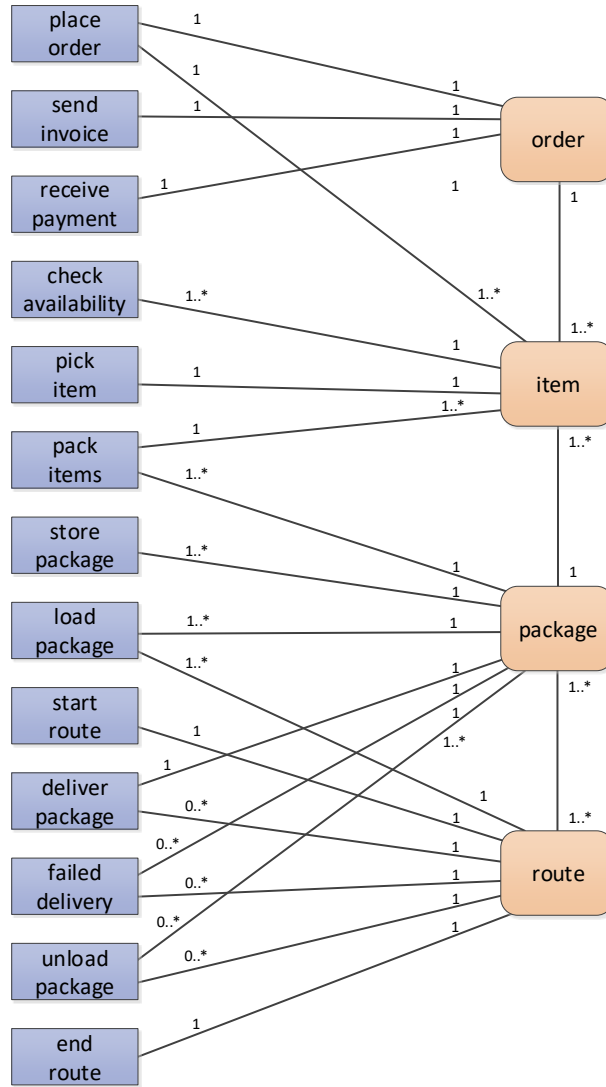 place
order
1
1
1
1
send
invoice
1
1
order
1
receive
payment
1
1
1
check
availability
1..*
1..*
1..*
1
pick
item
1
1
item
1..*
1..*
pack
items
1
1..*
store
package
1..*
1
1
1
package
load
package
1..*
1
1..*
1
1
1
1..*
1..*
start
route
1
deliver
package
1
0..*
1
1
1..*
1
route
failed
delivery
0..*
0..*
1
1
1
unload
package
0..*
0..*
end
route
1